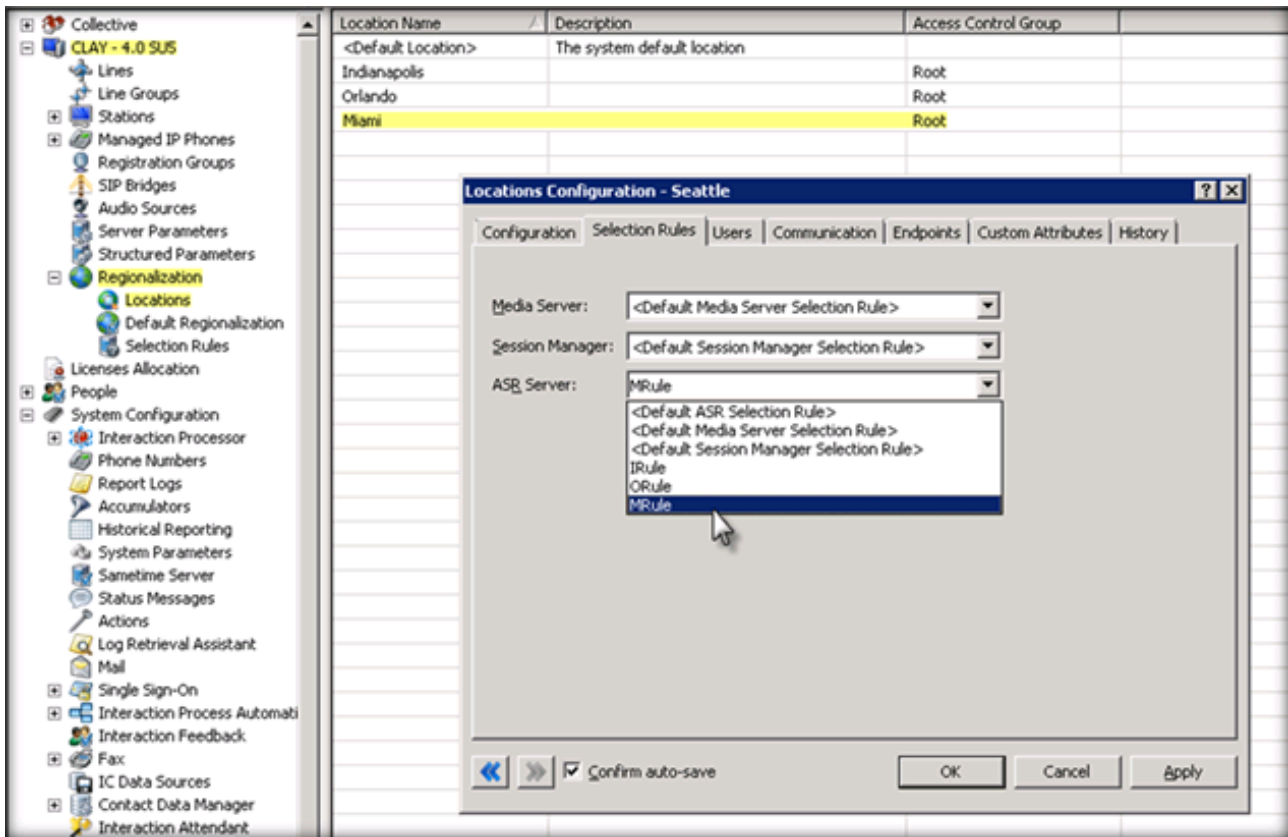 Collective
CLAY - 4.0 SU5
Lines
Line Groups
Stations
Managed IP Phones
Registration Groups
SIP Bridges
Audio Sources
Server Parameters
Structured Parameters
Regionalization
Locations
Default Regionalization
Selection Rules
Licenses Allocation
People
System Configuration
Interaction Processor
Phone Numbers
Report Logs
Accumulators
Historical Reporting
System Parameters
Sametime Server
Status Messages
Actions
Log Retrieval Assistant
Mail
Single Sign-On
Interaction Process Automati
Interaction Feedback
Fax
IC Data Sources
Contact Data Manager
Interaction Attendant
Location Name Description Access Control Group
<Default Location> The system default location
Indianapolis Root
Orlando Root
Miami Root
Locations Configuration - Seattle
Configuration Selection Rules Users Communication Endpoints Custom Attributes History
Media Server: <Default Media Server Selection Rule>
Session Manager: <Default Session Manager Selection Rule>
ASR Server: MRule
<Default ASR Selection Rule>
<Default Media Server Selection Rule>
<Default Session Manager Selection Rule>
IRule
ORule
MRule
Confirm auto-save OK Cancel Apply